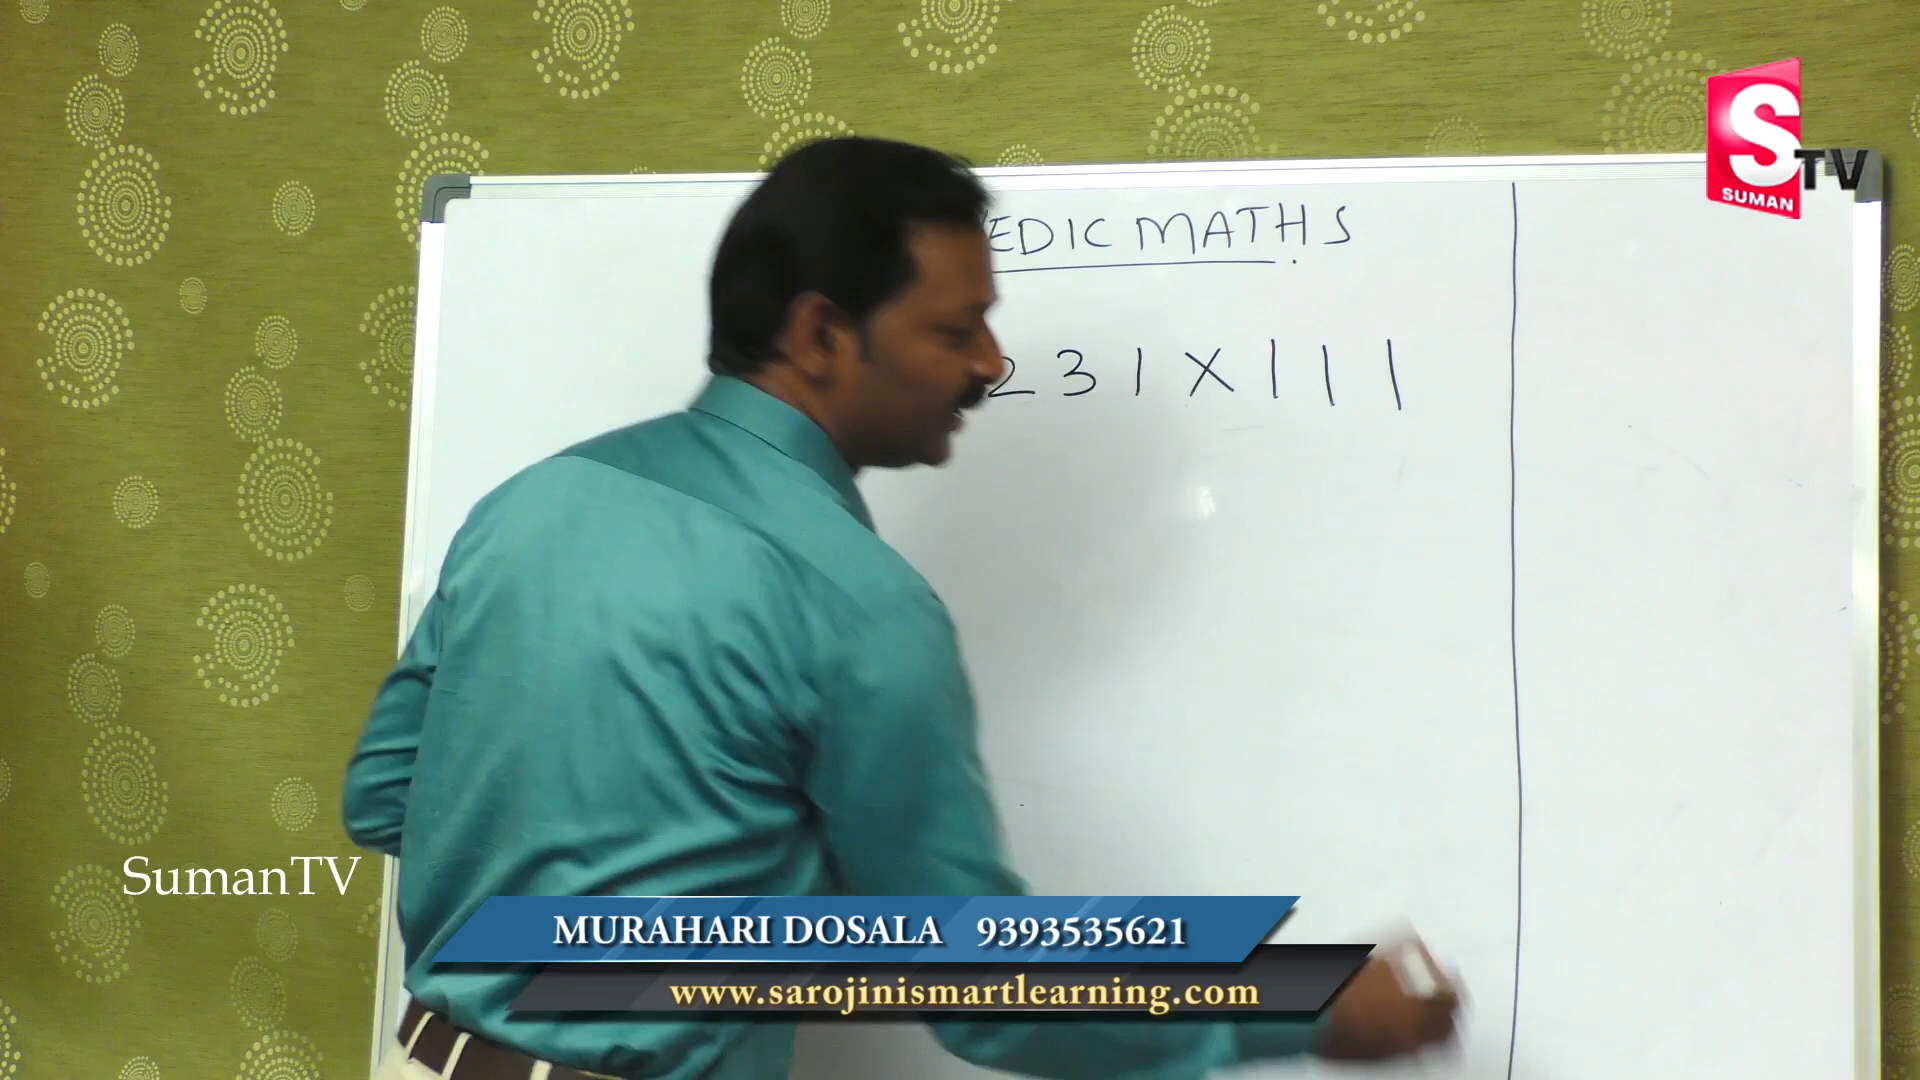 S
TV
SUMAN
EDIC MATHS
231 X 111
SumanTV
MURAHARI DOSALA 9393535621
www.sarojinismartlearning.com